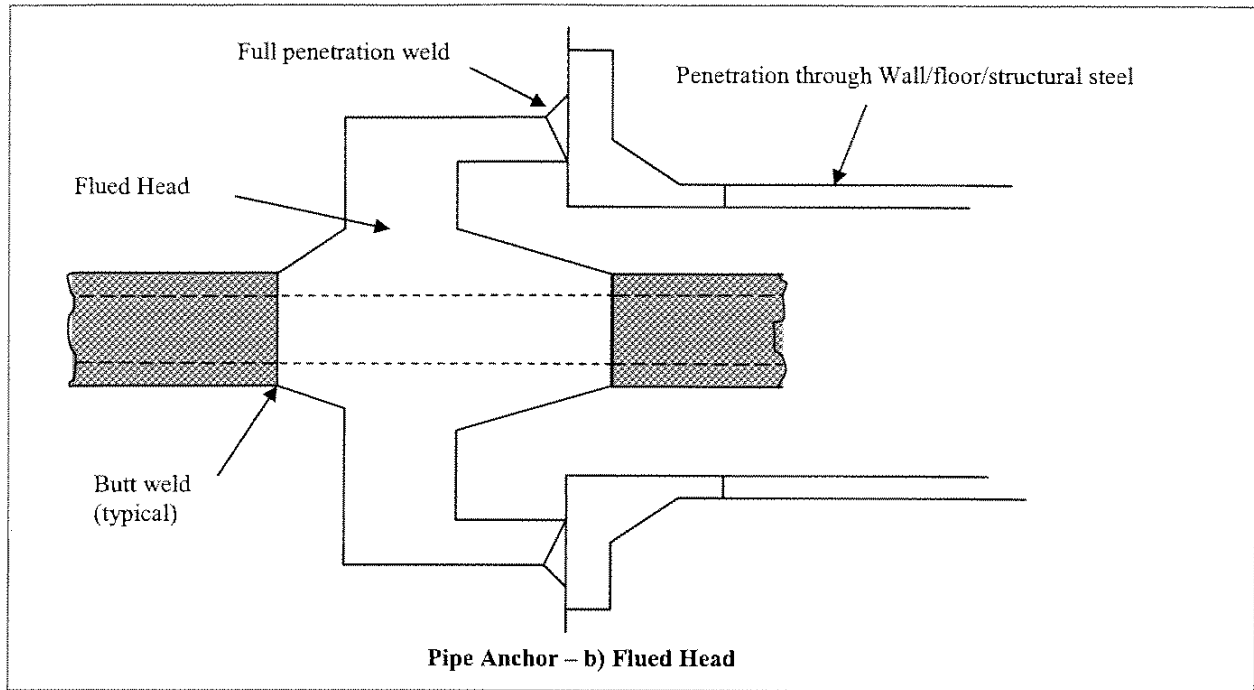 Full penetration weld
Penetration through Wall/floor/structural steel
Flued Head
Butt weld
(typical)
Pipe Anchor – b) Flued Head